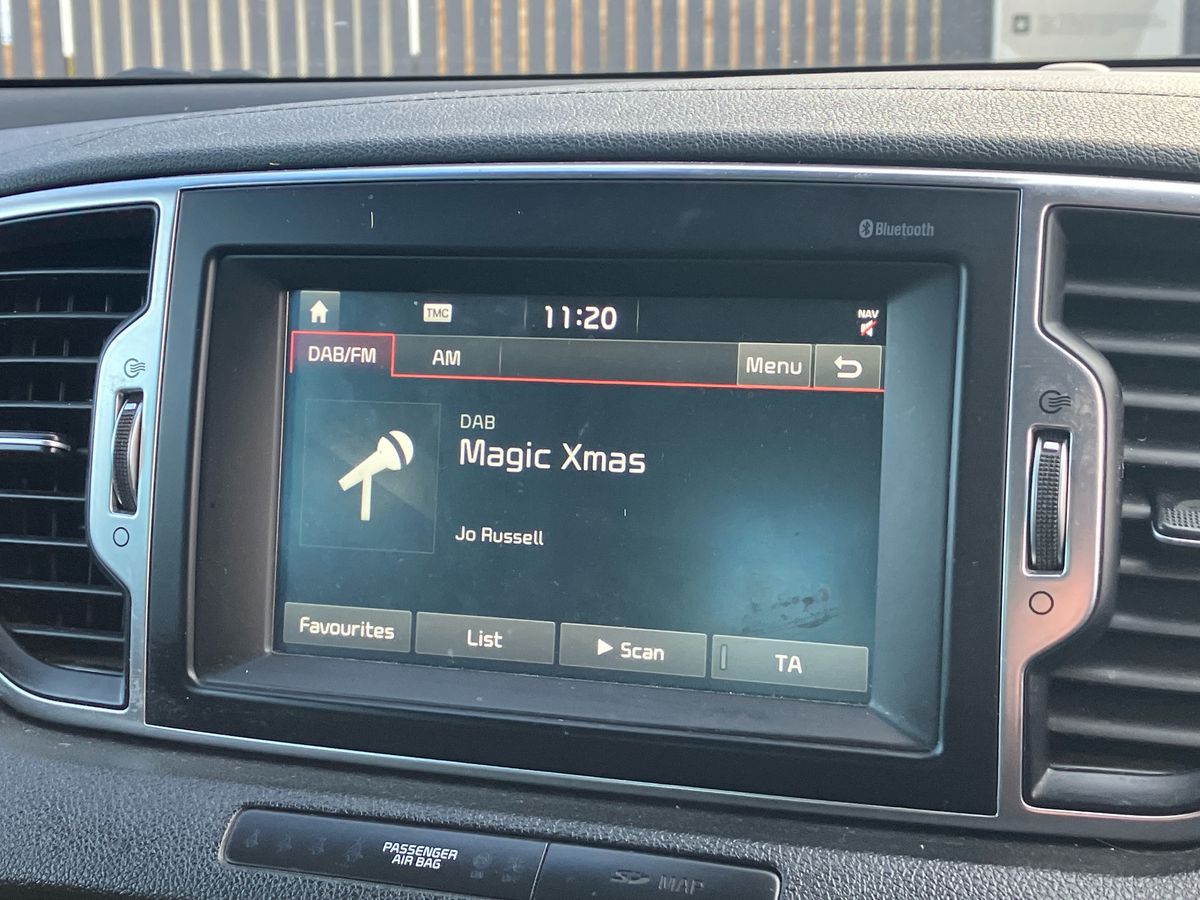 Bluetooth
TMC
11:20
NAV
DAB/FM
AM
Menu
DAB
Magic Xmas
Jo Russell
Favourites
List
Scan
TA
PASSENGER
AIR BAG
MAP